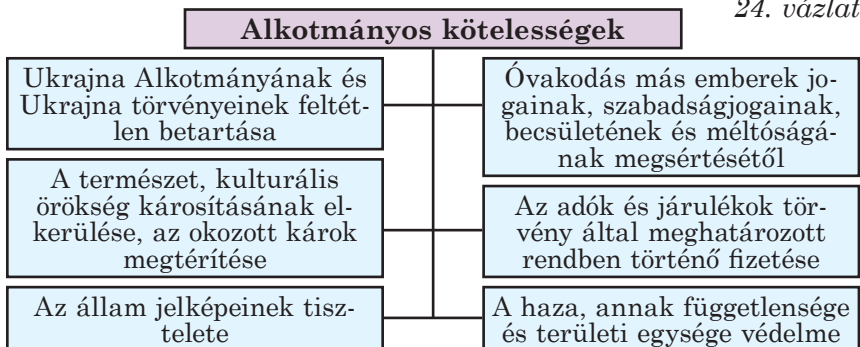 24. vázlat
Alkotmányos kötelességek
Ukrajna Alkotmányának és
Ukrajna törvényeinek feltét-
len betartása
Óvakodás más emberek jo-
gainak, szabadságjogainak,
becsületének és méltóságá-
nak megsértésétől
A természet, kulturális
örökség károsításának el-
kerülése, az okozott károk
megtérítése
Az adók és járulékok tör-
vény által meghatározott
rendben történő fizetése
Az állam jelképeinek tisz-
telete
A haza, annak függetlensége
és területi egysége védelme